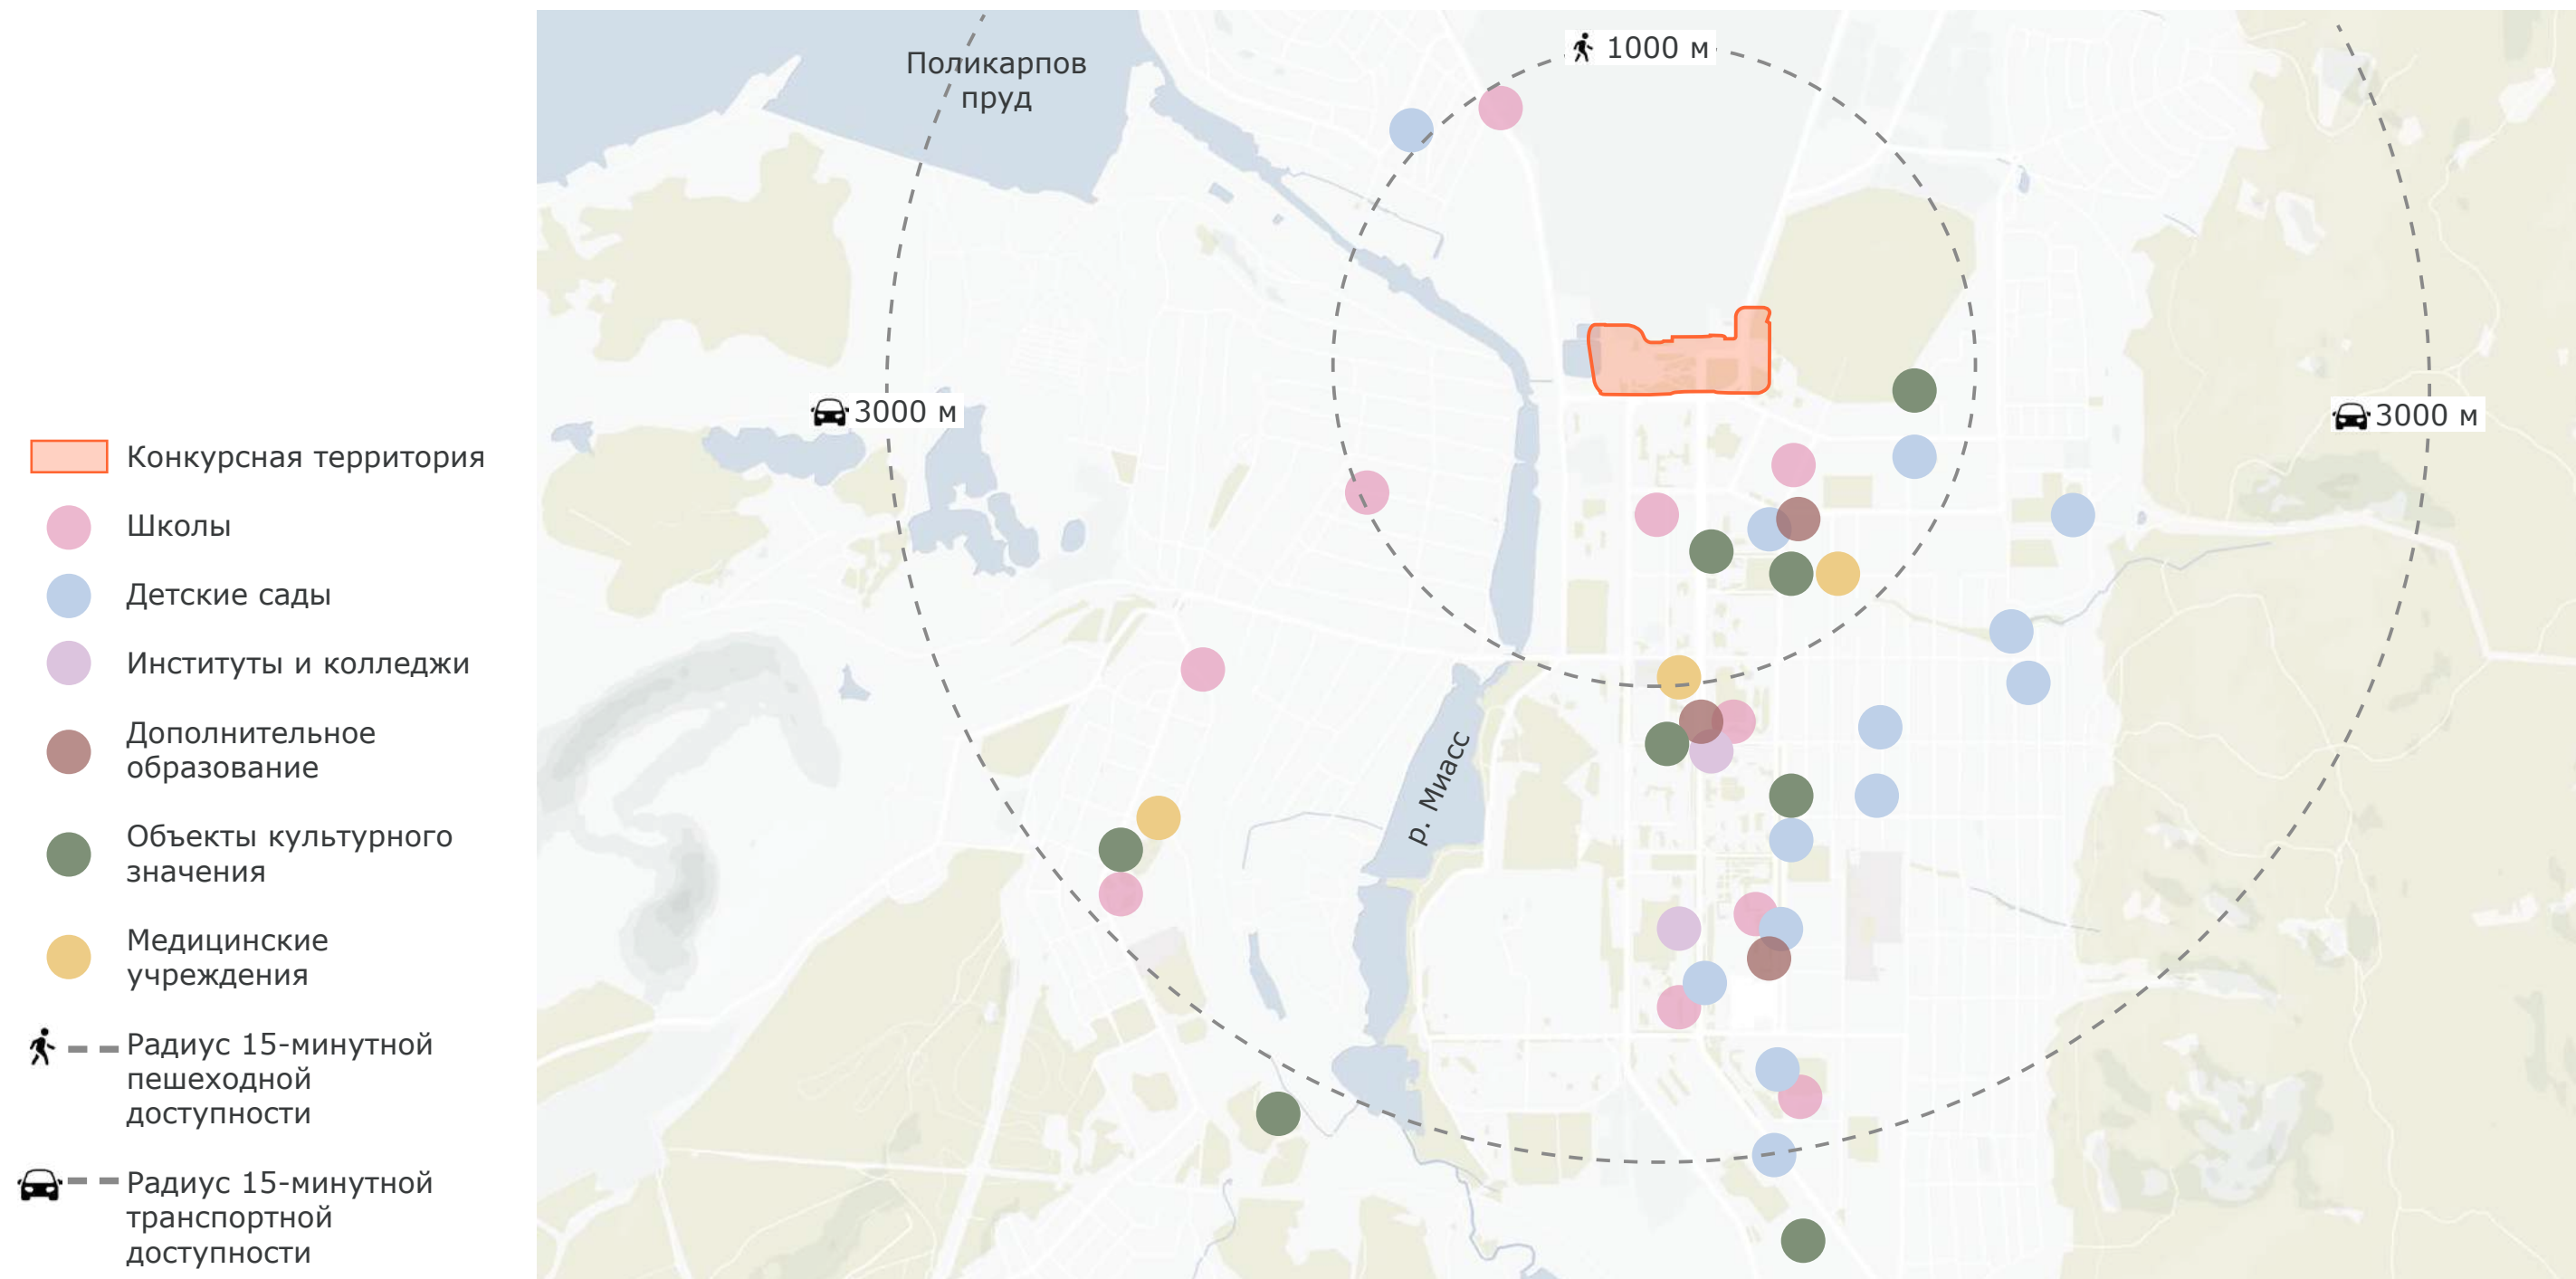 Поликарпов
пруд
1000 м
3000 м
3000 м
р. Миасс
Конкурсная территория
Школы
Детские сады
Институты и колледжи
Дополнительное
образование
Объекты культурного
значения
Медицинские
учреждения
Радиус 15-минутной
пешеходной
доступности
Радиус 15-минутной
транспортной
доступности